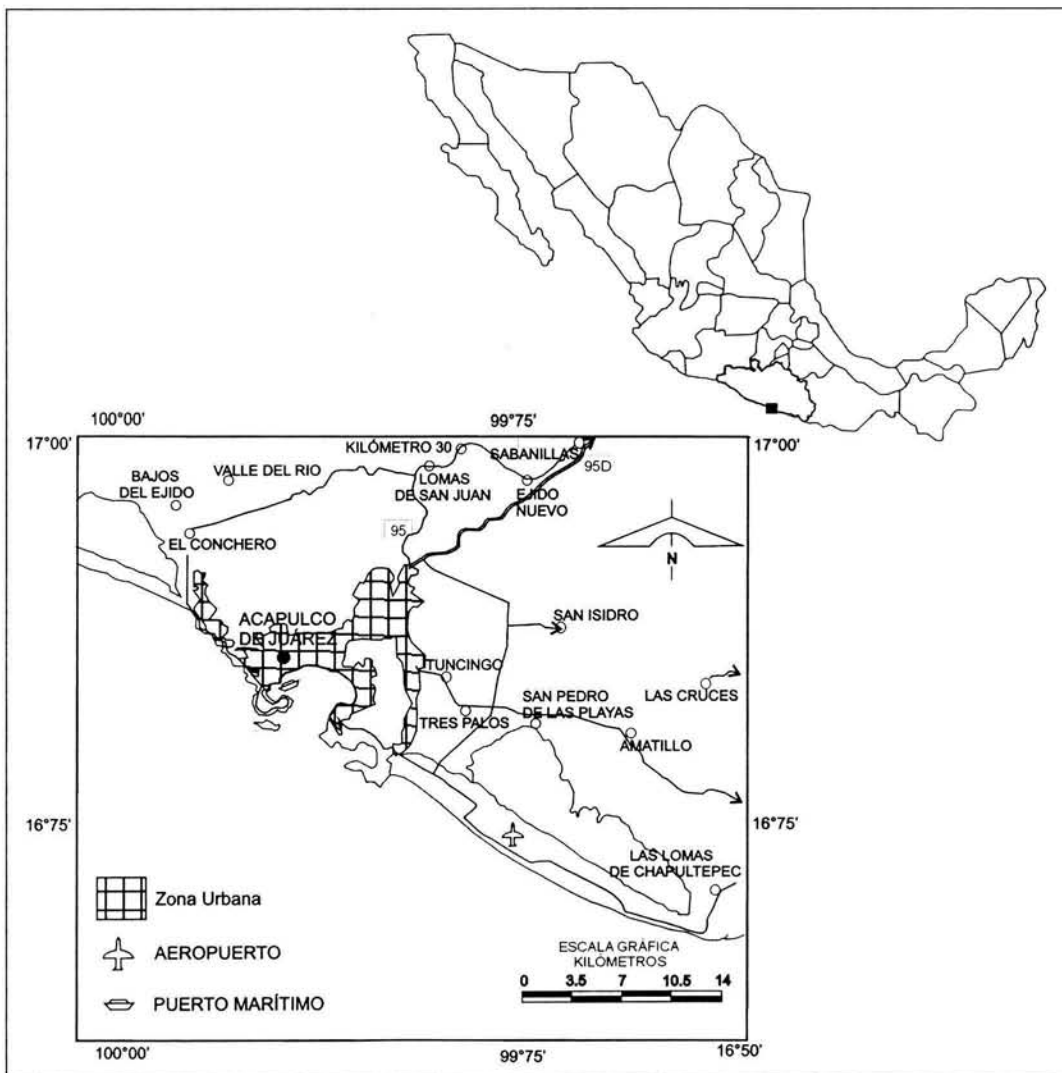 100°00'
99°75'
17°00'
17°00'
KILÓMETRO 30
SABANILLAS
95D
BAJOS
DEL EJIDO
VALLE DEL RIO
LOMAS
DE SAN JUAN
EJIDO
NUEVO
95
EL CONCHERO
N
ACAPULCO
DE JUÁREZ
SAN ISIDRO
TUNCINGO
LAS CRUCES
SAN PEDRO
DE LAS PLAYAS
TRES PALOS
AMATILLO
16°75'
16°75'
LAS LOMAS
DE CHAPULTEPEC
Zona Urbana
AEROPUERTO
PUERTO MARÍTIMO
ESCALA GRÁFICA
KILÓMETROS
0 3.5 7 10.5 14
100°00'
99°75'
16°50'